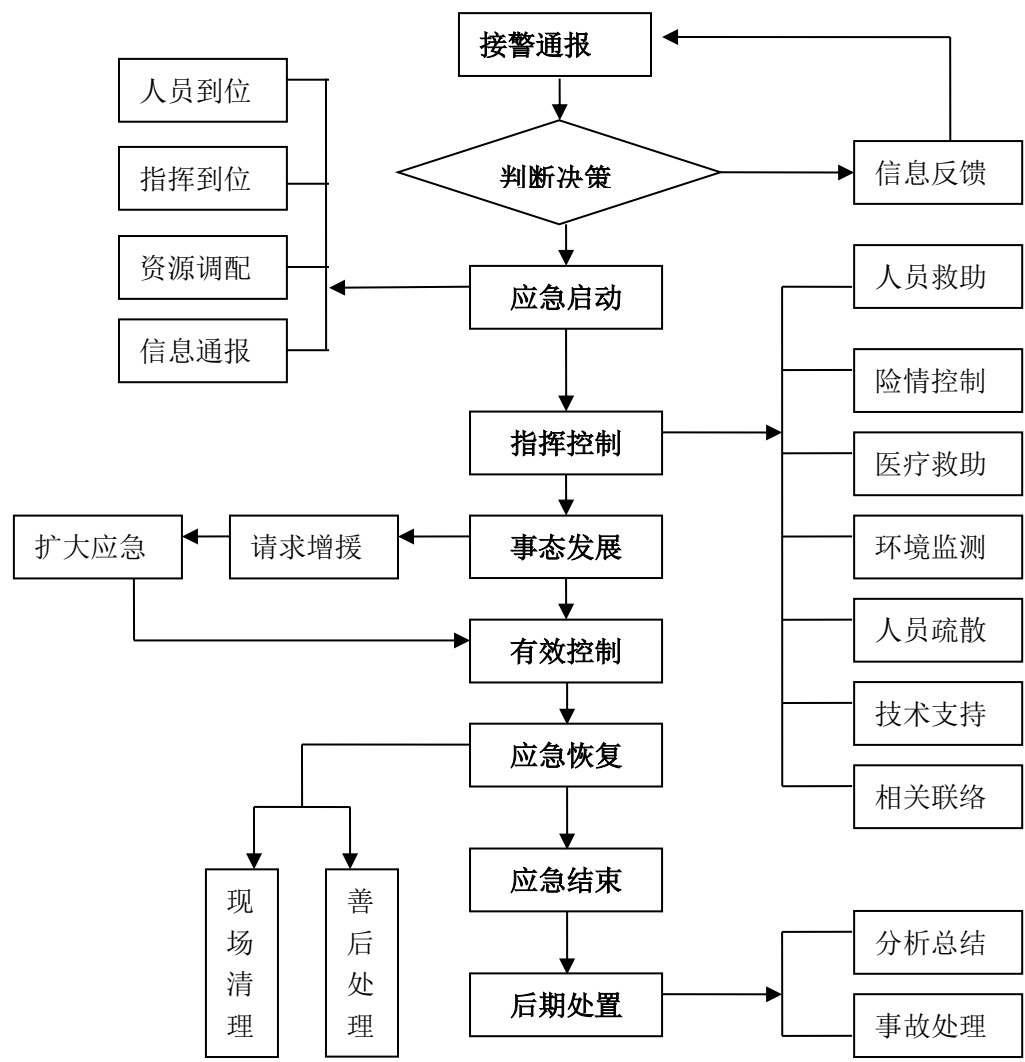 接警通报
人员到位
判断决策
信息反馈
指挥到位
资源调配
应急启动
人员救助
信息通报
险情控制
指挥控制
医疗救助
扩大应急
请求增援
事态发展
环境监测
有效控制
人员疏散
技术支持
应急恢复
相关联络
应急结束
现场清理
善后处理
分析总结
后期处置
事故处理